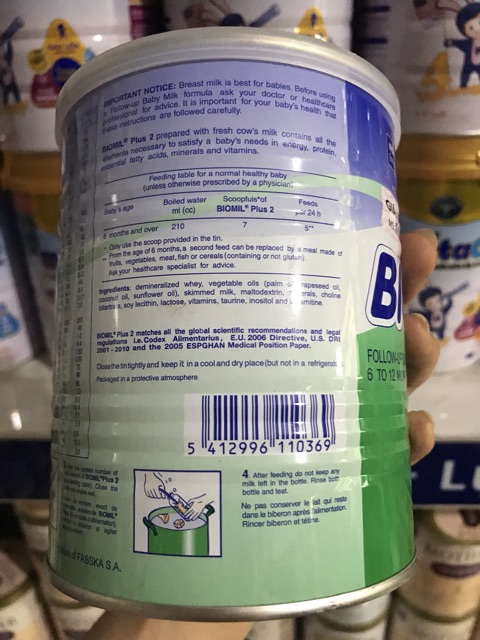 IMPORTANT NOTICE: Breast milk is best for babies. Before using
a Follow-up Baby Milk formula ask your doctor or healthcare
professional for advice. It is important for your baby's health that
these instructions are followed carefully.
BIOMIL® Plus 2 prepared with fresh cow's milk contains all the
elements necessary to satisfy a baby's needs in energy, protein,
essential fatty acids, minerals and vitamins.
Feeding table for a normal healthy baby
(unless otherwise prescribed by a physician)
Baby's age
Boiled water
ml (cc)
Scoopfuls*of
BIOMIL® Plus 2
Feeds
per 24 h
6 months and over 210 7 5**
* Only use the scoop provided in the tin.
** From the age of 6 months, a second feed can be replaced by a meal made of
fruits, vegetables, meat, fish or cereals (containing or not gluten).
Ask your healthcare specialist for advice.
Ingredients: demineralized whey, vegetable oils (palm rapeseed oil,
coconut oil, sunflower oil), skimmed milk, maltodextrin, minerals, choline
bitartrate, soy lecithin, lactose, vitamins, taurine, inositol and L-carnitine.
BIOMIL® Plus 2 matches all the global scientific recommendations and legal
regulations i.e. Codex Alimentarius, E.U. 2006 Directive, U.S. DRI
2001 - 2010 and the 2005 ESPGHAN Medical Position Paper.
Close the tin tightly and keep it in a cool and dry place (but not in a refrigerator)
Packaged in a protective atmosphere
5 412996 110369
4. After feeding do not keep any
milk left in the bottle. Rinse both
bottle and teat.
Ne pas conserver le lait qui reste
dans le biberon après l'alimentation.
Rincer biberon et tétine.
of FASSKA S.A.
FOLLOW-UP
6 TO 12 MO